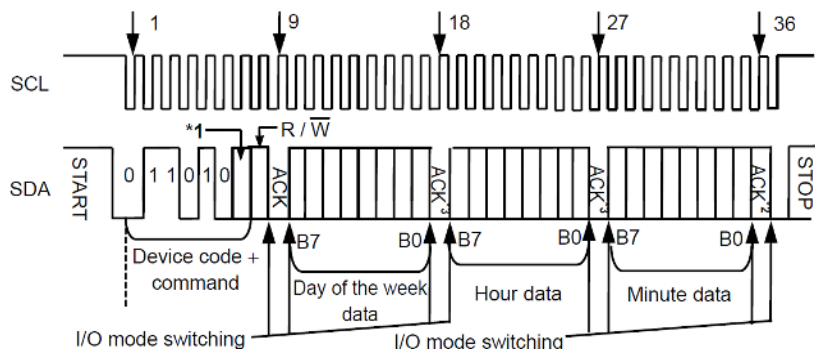 1 9 18 27 36
SCL
*1 R / W
SDA START 0 1 1 0 1 0 ACK ACK*3 ACK*3 ACK*2 STOP
B7 B0 B7 B0 B7 B0
Device code +
command
Day of the week
data
Hour data
Minute data
I/O mode switching I/O mode switching